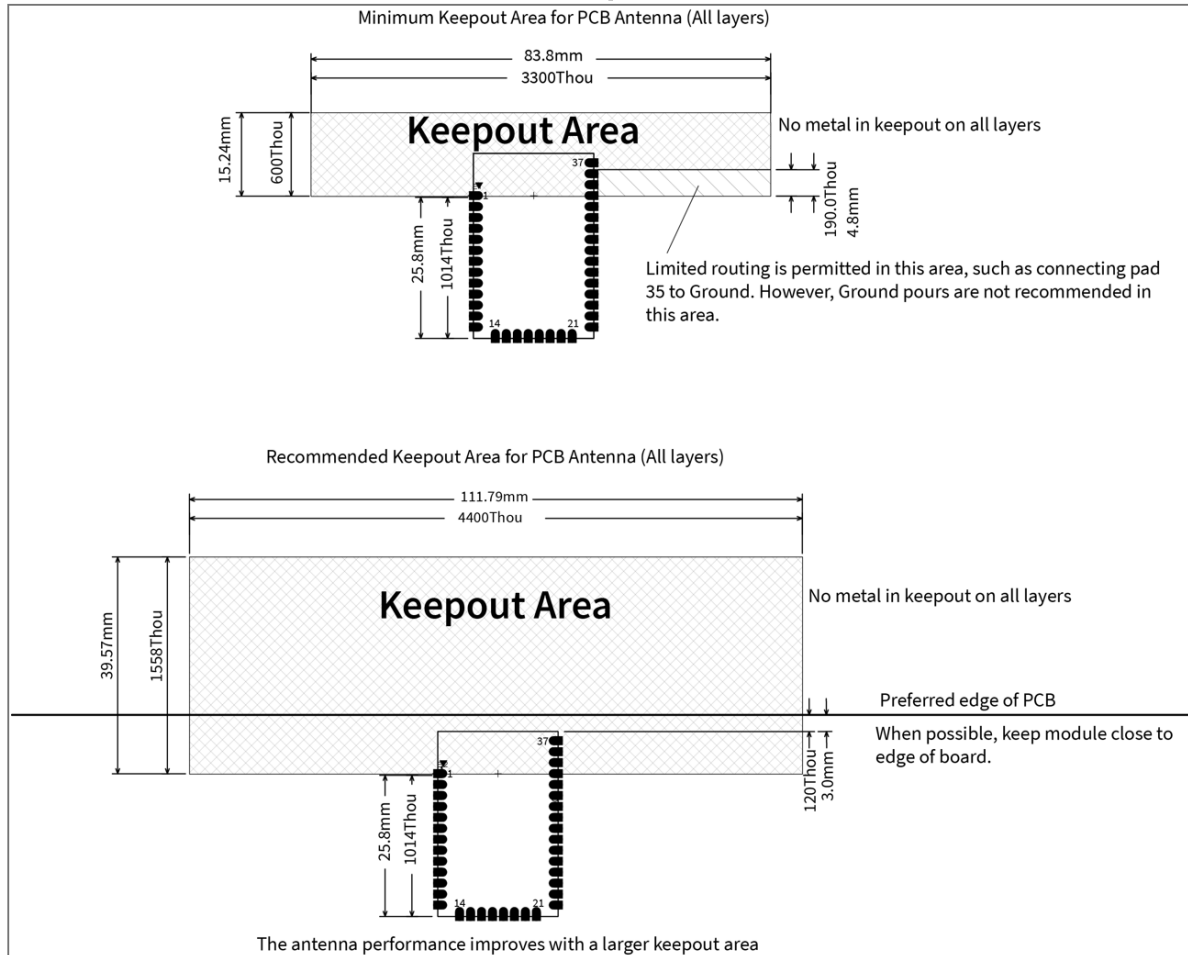 Minimum Keepout Area for PCB Antenna (All layers)
83.8mm
3300Thou
Keepout Area
No metal in keepout on all layers
15.24mm
600Thou
37
1
190.0Thou
4.8mm
25.8mm
1014Thou
Limited routing is permitted in this area, such as connecting pad
35 to Ground. However, Ground pours are not recommended in
this area.
14
21
Recommended Keepout Area for PCB Antenna (All layers)
111.79mm
4400Thou
Keepout Area
No metal in keepout on all layers
39.57mm
1558Thou
Preferred edge of PCB
When possible, keep module close to
edge of board.
120Thou
3.0mm
37
1
25.8mm
1014Thou
14
21
The antenna performance improves with a larger keepout area